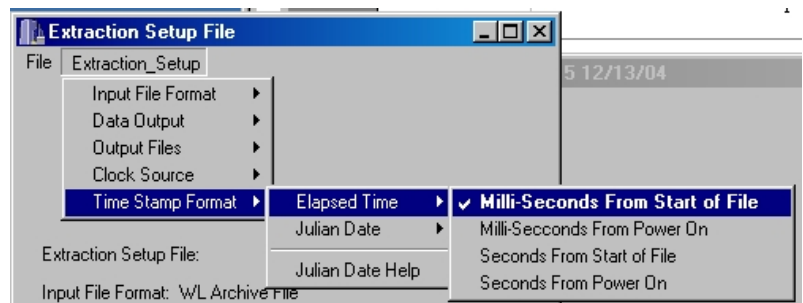 Extraction Setup File
5 12/13/04
File Extraction_Setup
Input File Format
Data Output
Output Files
Clock Source
Time Stamp Format
Elapsed Time
Julian Date
Julian Date Help
Milli-Seconds From Start of File
Milli-Secconds From Power On
Seconds From Start of File
Seconds From Power On
Extraction Setup File:
Input File Format: WL Archive File